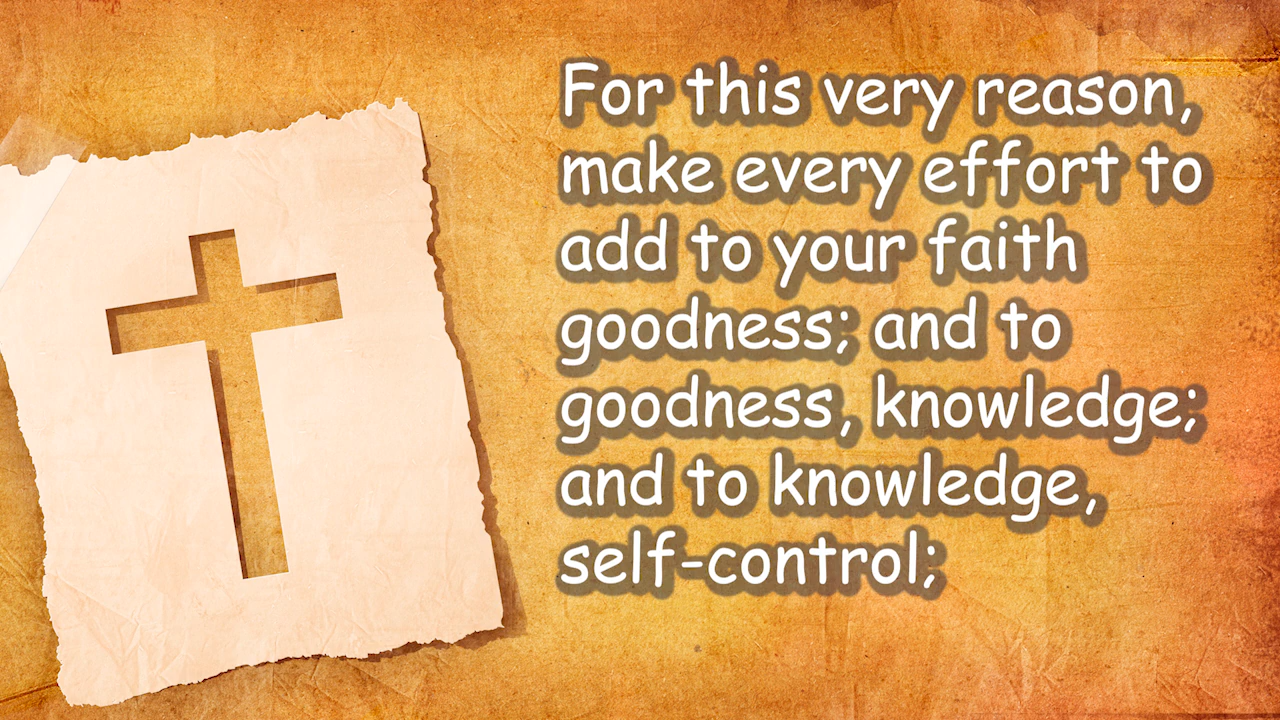 For this very reason,
make every effort to
add to your faith
goodness; and to
goodness, knowledge;
and to knowledge,
self-control;